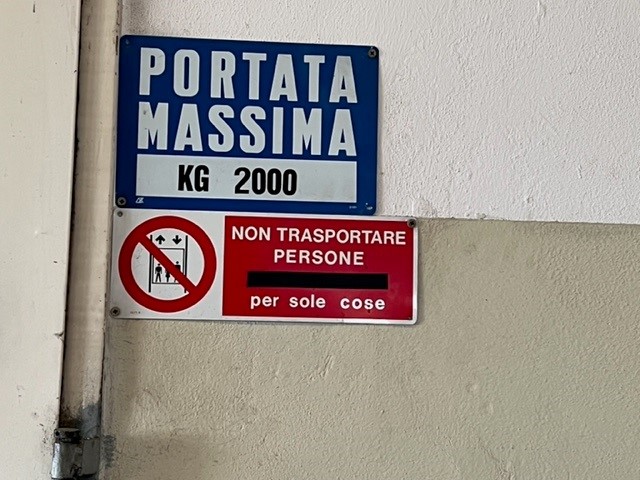 PORTATA
MASSIMA
KG 2000
NON TRASPORTARE
PERSONE
per sole cose